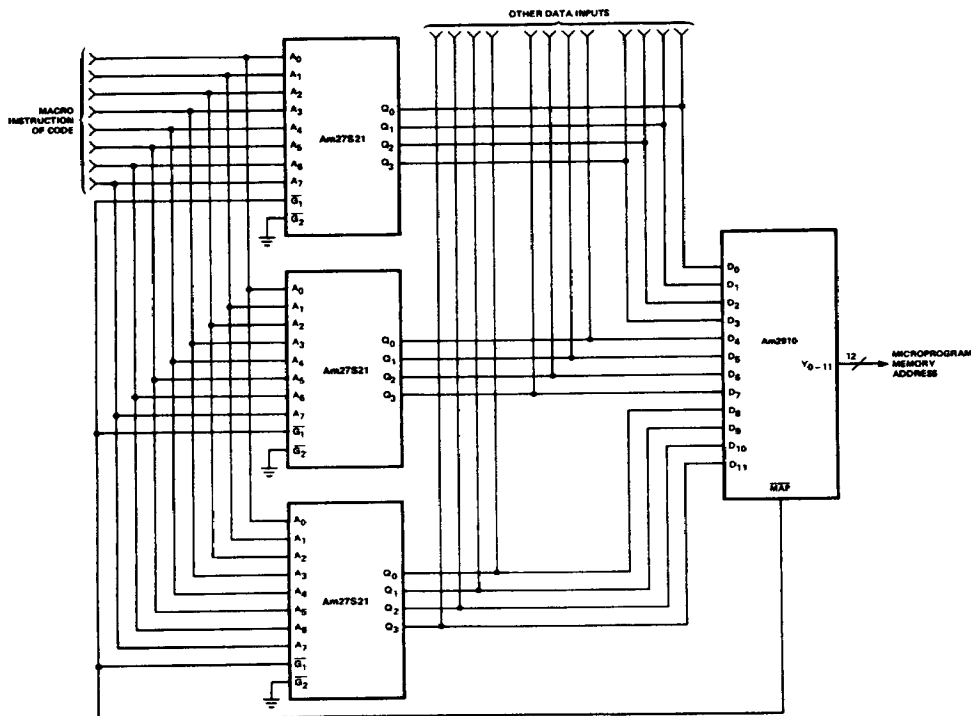 OTHER DATA INPUTS
MACRO
INSTRUCTION
OF CODE
A0
A1
A2
A3
A4
A5
A6
A7
G1
G2
Am27S21
Q0
Q1
Q2
Q3
A0
A1
A2
A3
A4
A5
A6
A7
G1
G2
Am27S21
Q0
Q1
Q2
Q3
A0
A1
A2
A3
A4
A5
A6
A7
G1
G2
Am27S21
Q0
Q1
Q2
Q3
D0
D1
D2
D3
D4
D5
D6
D7
D8
D9
D10
D11
Am2910
Y0-11
MAP
12
MICROPROGRAM
MEMORY
ADDRESS